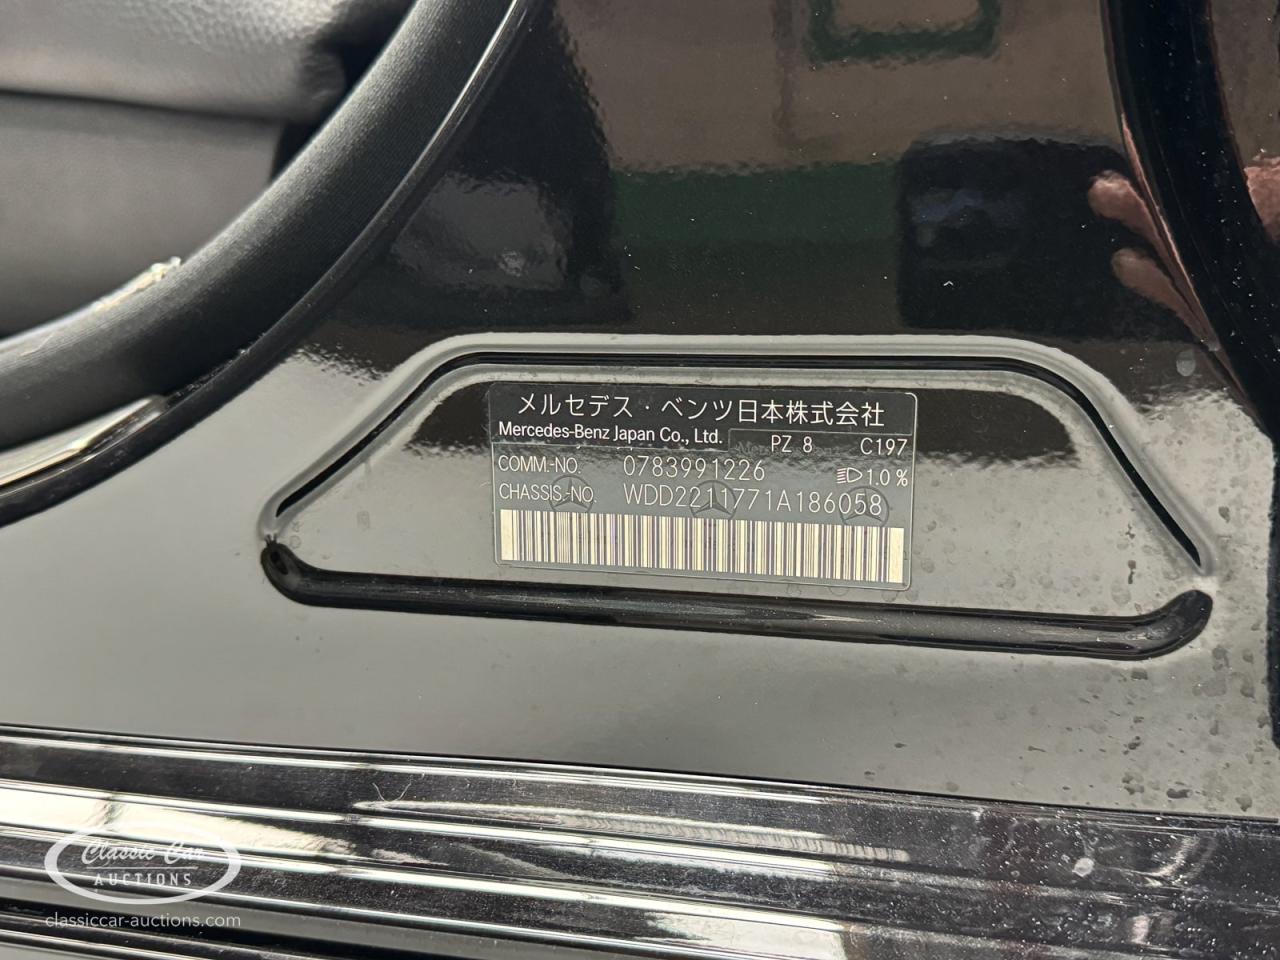 メルセデス・ベンツ日本株式会社
Mercedes-Benz Japan Co., Ltd. PZ 8 C197
COMM.-NO. 0783991226 1.0 %
CHASSIS.-NO. WDD2211771A186058
Classic Car
AUCTIONS
classiccar-auctions.com